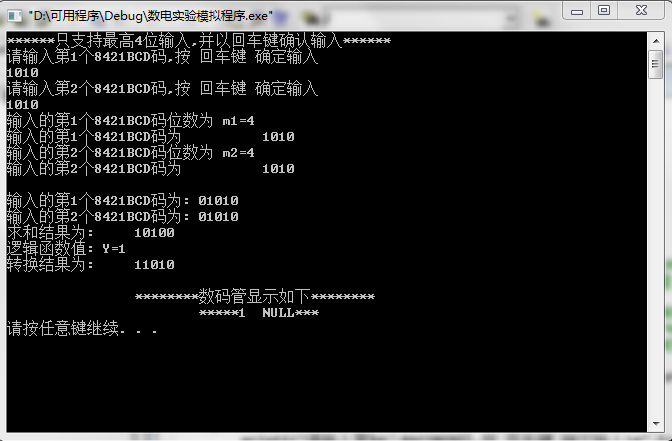 "D:\可用程序\Debug\数电实验模拟程序.exe"
******只支持最高4位输入,并以回车键确认输入******
请输入第1个8421BCD码,按 回车键 确定输入
1010
请输入第2个8421BCD码,按 回车键 确定输入
1010
输入的第1个8421BCD码位数为 m1=4
输入的第1个8421BCD码为 1010
输入的第2个8421BCD码位数为 m2=4
输入的第2个8421BCD码为 1010
输入的第1个8421BCD码为: 01010
输入的第2个8421BCD码为: 01010
求和结果为: 10100
逻辑函数值: Y=1
转换结果为: 11010
********数码管显示如下********
*****1 NULL***
请按任意键继续. . .